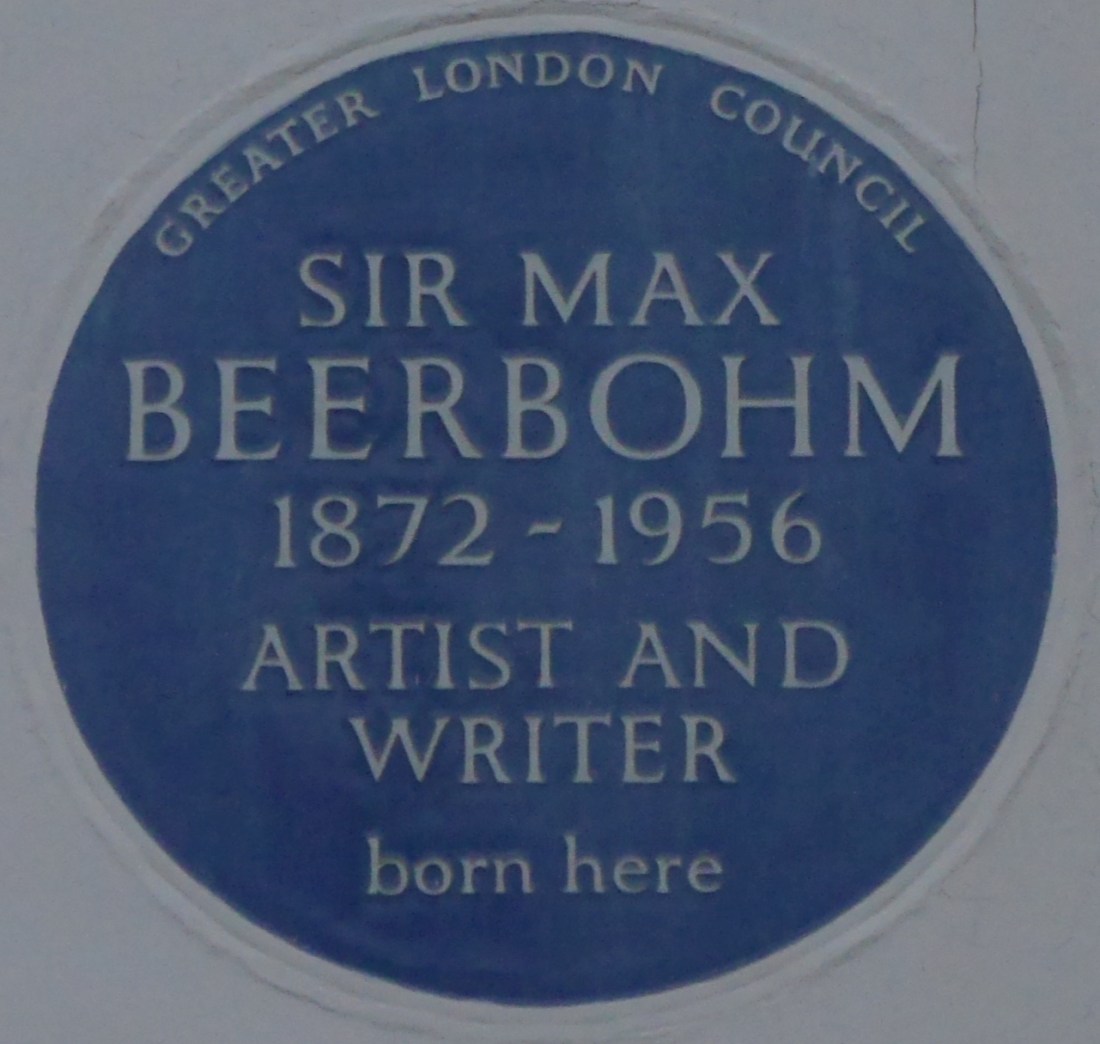 GREATER LONDON COUNCIL
SIR MAX
BEERBOHM
1872 - 1956
ARTIST AND
WRITER
born here